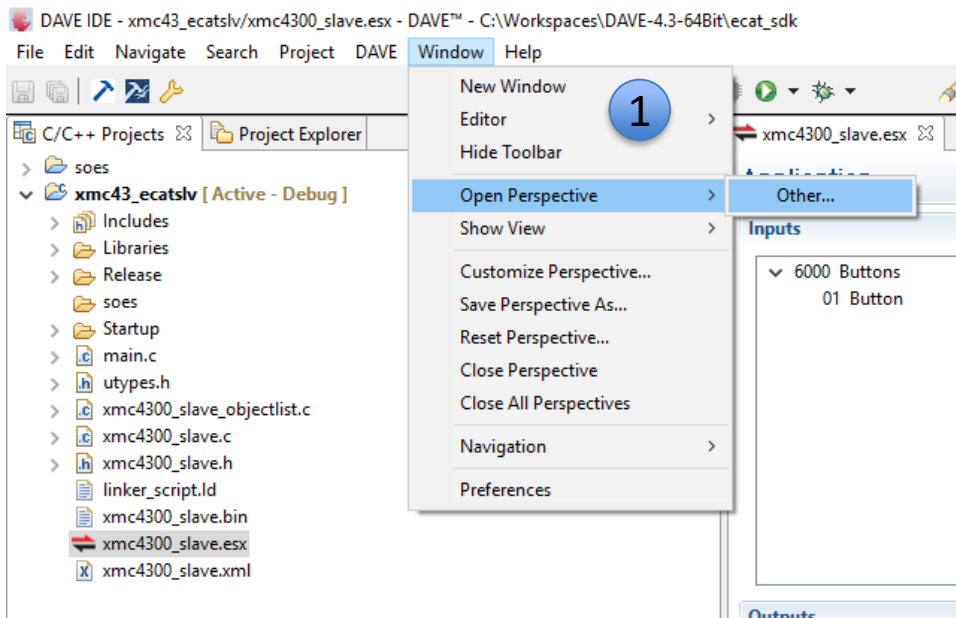 DAVE IDE - xmc43_ecatslv/xmc4300_slave.esx - DAVE™ - C:\Workspaces\DAVE-4.3-64Bit\ecat_sdk
File Edit Navigate Search Project DAVE Window Help
C/C++ Projects Project Explorer
soes
xmc43_ecatslv [ Active - Debug ]
Includes
Libraries
Release
soes
Startup
main.c
utypes.h
xmc4300_slave_objectlist.c
xmc4300_slave.c
xmc4300_slave.h
linker_script.ld
xmc4300_slave.bin
xmc4300_slave.esx
xmc4300_slave.xml
New Window
Editor
Hide Toolbar
Open Perspective
Show View
Customize Perspective...
Save Perspective As...
Reset Perspective...
Close Perspective
Close All Perspectives
Navigation
Preferences
1
Other...
xmc4300_slave.esx
Inputs
6000 Buttons
01 Button
Outputs